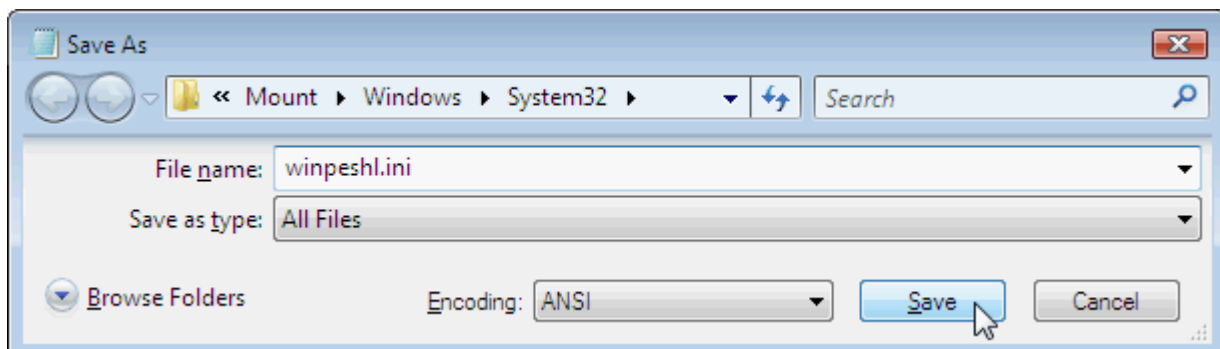 Save As
« Mount ▸ Windows ▸ System32 ▸ Search
File name: winpeshl.ini
Save as type: All Files
Browse Folders Encoding: ANSI Save Cancel